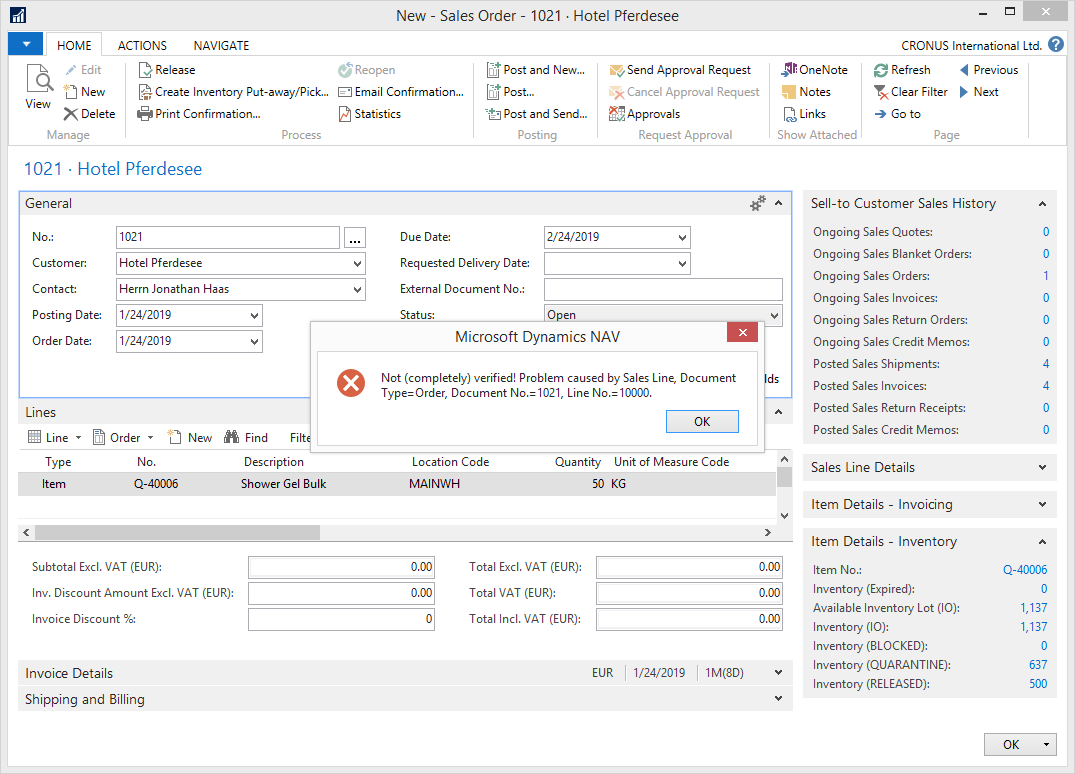 New - Sales Order - 1021 · Hotel Pferdesee
HOME ACTIONS NAVIGATE CRONUS International Ltd. ?
View
Edit
New
Delete
Manage
Release
Create Inventory Put-away/Pick...
Print Confirmation...
Reopen
Email Confirmation...
Statistics
Process
Post and New...
Post...
Post and Send...
Posting
Send Approval Request
Cancel Approval Request
Approvals
Request Approval
OneNote
Notes
Links
Show Attached
Refresh
Clear Filter
Go to
Previous
Next
Page
1021 · Hotel Pferdesee
General
No.: 1021 ...
Customer: Hotel Pferdesee
Contact: Herrn Jonathan Haas
Posting Date: 1/24/2019
Order Date: 1/24/2019
Due Date: 2/24/2019
Requested Delivery Date:
External Document No.:
Status: Open
lds
Microsoft Dynamics NAV
Not (completely) verified! Problem caused by Sales Line, Document
Type=Order, Document No.=1021, Line No.=10000.
OK
Lines
Line Order New Find Filte
Type No. Description Location Code Quantity Unit of Measure Code
Item Q-40006 Shower Gel Bulk MAINWH 50 KG
Subtotal Excl. VAT (EUR): 0.00 Total Excl. VAT (EUR): 0.00
Inv. Discount Amount Excl. VAT (EUR): 0.00 Total VAT (EUR): 0.00
Invoice Discount %: 0 Total Incl. VAT (EUR): 0.00
Invoice Details EUR 1/24/2019 1M(8D)
Shipping and Billing
Sell-to Customer Sales History
Ongoing Sales Quotes: 0
Ongoing Sales Blanket Orders: 0
Ongoing Sales Orders: 1
Ongoing Sales Invoices: 0
Ongoing Sales Return Orders: 0
Ongoing Sales Credit Memos: 0
Posted Sales Shipments: 4
Posted Sales Invoices: 4
Posted Sales Return Receipts: 0
Posted Sales Credit Memos: 0
Sales Line Details
Item Details - Invoicing
Item Details - Inventory
Item No.: Q-40006
Inventory (Expired): 0
Available Inventory Lot (IO): 1,137
Inventory (IO): 1,137
Inventory (BLOCKED): 0
Inventory (QUARANTINE): 637
Inventory (RELEASED): 500
OK